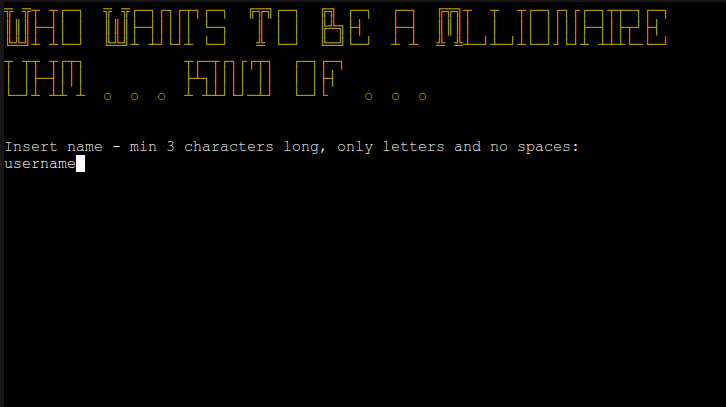 WHO WANTS TO BE A MILLIONAIRE
UHM ... KIND OF ...
Insert name - min 3 characters long, only letters and no spaces:
username